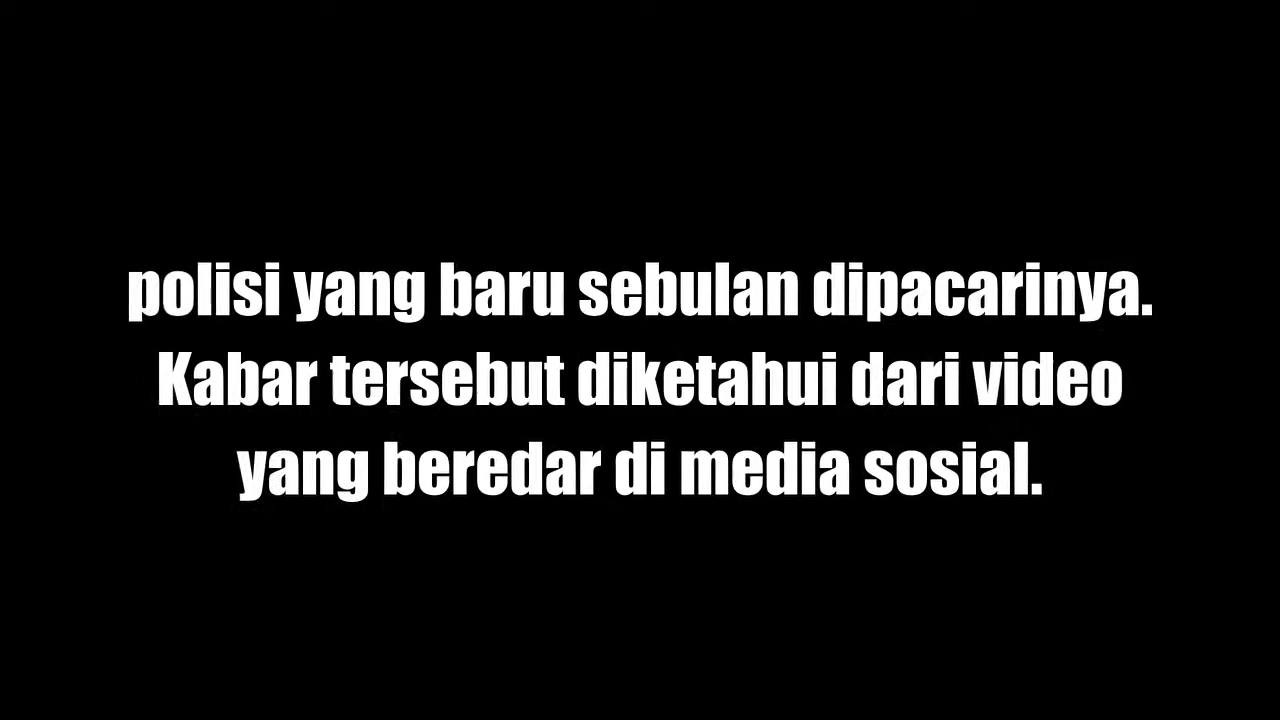 polisi yang baru sebulan dipacarinya.
Kabar tersebut diketahui dari video
yang beredar di media sosial.